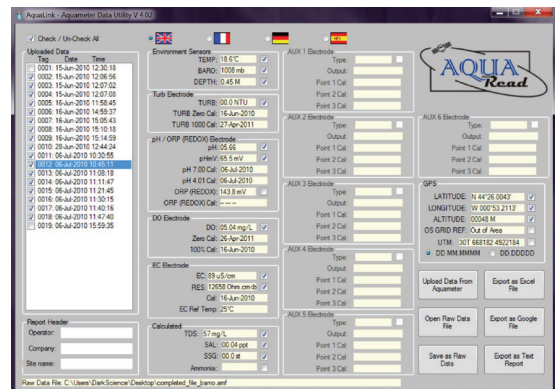 AquaLink - Aquameter Data Utility V 4.02
Check / Un-Check All
Uploaded Data
Tag Date Time
0001: 15-Jun-2010 12:30:18
0002: 15-Jun-2010 12:06:56
0003: 15-Jun-2010 12:07:02
0004: 15-Jun-2010 12:07:08
0005: 16-Jun-2010 11:58:45
0006: 16-Jun-2010 14:59:37
0007: 16-Jun-2010 15:05:43
0008: 16-Jun-2010 15:10:18
0009: 16-Jun-2010 15:14:59
0010: 28-Jun-2010 12:44:24
0011: 06-Jul-2010 10:30:55
0012: 06-Jul-2010 10:45:11
0013: 06-Jul-2010 11:08:18
0014: 06-Jul-2010 11:11:47
0015: 06-Jul-2010 11:21:45
0016: 06-Jul-2010 11:30:15
0017: 06-Jul-2010 11:40:16
0018: 06-Jul-2010 11:47:40
0019: 06-Jul-2010 15:59:35
Report Header
Operator:
Company:
Site name:
Environment Sensors
TEMP: 18.6°C
BARO: 1008 mb
DEPTH: 0.45 M
Turb Electrode
TURB: 00.0 NTU
TURB Zero Cal: 16-Jun-2010
TURB 1000 Cal: 27-Apr-2011
pH / ORP (REDOX) Electrode
pH: 05.66
pHmV: 65.5 mV
pH 7.00 Cal: 06-Jul-2010
pH 4.01 Cal: 06-Jul-2010
ORP (REDOX): 143.8 mV
ORP (REDOX) Cal: -- -- --
DO Electrode
DO: 05.04 mg/L
Zero Cal: 26-Apr-2011
100% Cal: 16-Jun-2010
EC Electrode
EC: 89 uS/cm
RES: 12658 Ohm.cm
Cal: 16-Jun-2010
EC Ref Temp: 25°C
Calculated
TDS: 57 mg/L
SAL: 00.04 ppt
SSG: 00.0 st
Ammonia:
AUX 1 Electrode
Type:
Output:
Point 1 Cal:
Point 2 Cal:
Point 3 Cal:
AUX 2 Electrode
Type:
Output:
Point 1 Cal:
Point 2 Cal:
Point 3 Cal:
AUX 3 Electrode
Type:
Output:
Point 1 Cal:
Point 2 Cal:
Point 3 Cal:
AUX 4 Electrode
Type:
Output:
Point 1 Cal:
Point 2 Cal:
Point 3 Cal:
AUX 5 Electrode
Type:
Output:
Point 1 Cal:
Point 2 Cal:
Point 3 Cal:
AQUA
Read
AUX 6 Electrode
Type:
Output:
Point 1 Cal:
Point 2 Cal:
Point 3 Cal:
GPS
LATITUDE: N 44°26.0043'
LONGITUDE: W 000°53.2113'
ALTITUDE: 00048 M
OS GRID REF: Out of Area
UTM: 30T 668182 4922184
DD MM.MMMM DD.DDDDD
Upload Data From
Aquameter
Export as Excel
File
Open Raw Data
File
Export as Google
File
Save as Raw
Data
Export as Text
Report
Raw Data File: C:\Users\DarkScience\Desktop\completed_file_bamo.amf